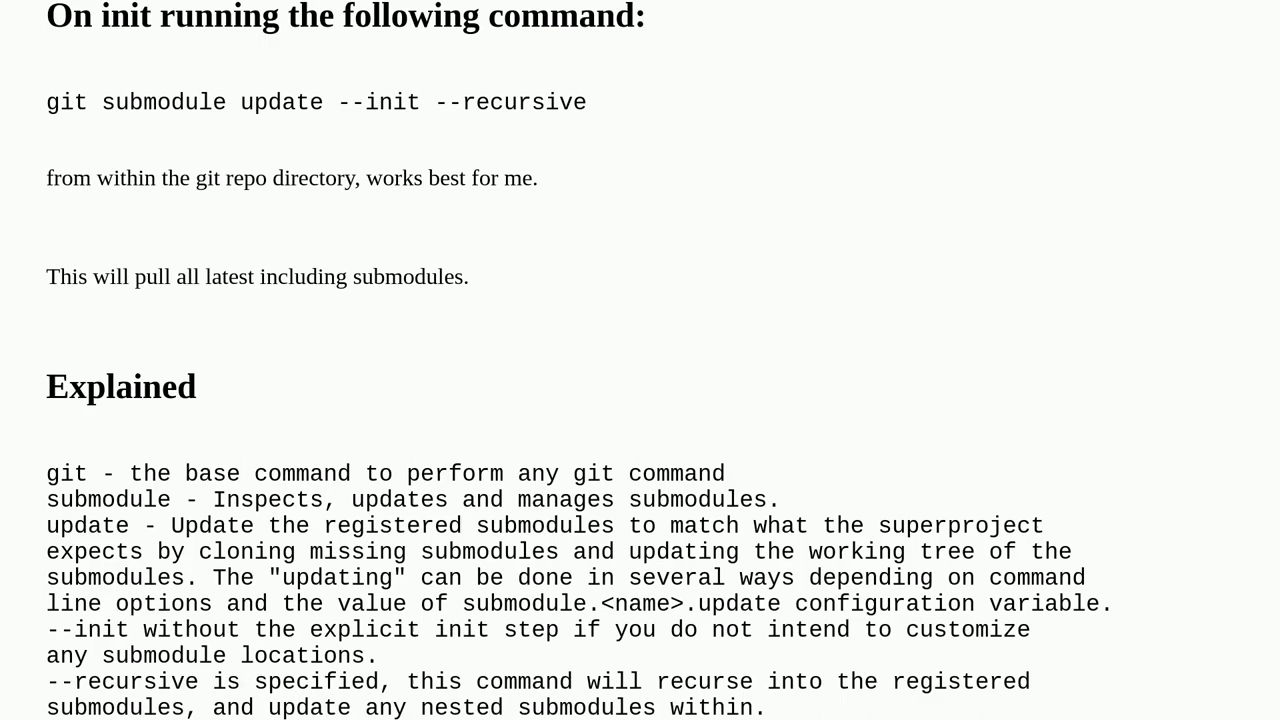 On init running the following command:
git submodule update --init --recursive
from within the git repo directory, works best for me.
This will pull all latest including submodules.
Explained
git - the base command to perform any git command
submodule - Inspects, updates and manages submodules.
update - Update the registered submodules to match what the superproject
expects by cloning missing submodules and updating the working tree of the
submodules. The "updating" can be done in several ways depending on command
line options and the value of submodule.<name>.update configuration variable.
--init without the explicit init step if you do not intend to customize
any submodule locations.
--recursive is specified, this command will recurse into the registered
submodules, and update any nested submodules within.